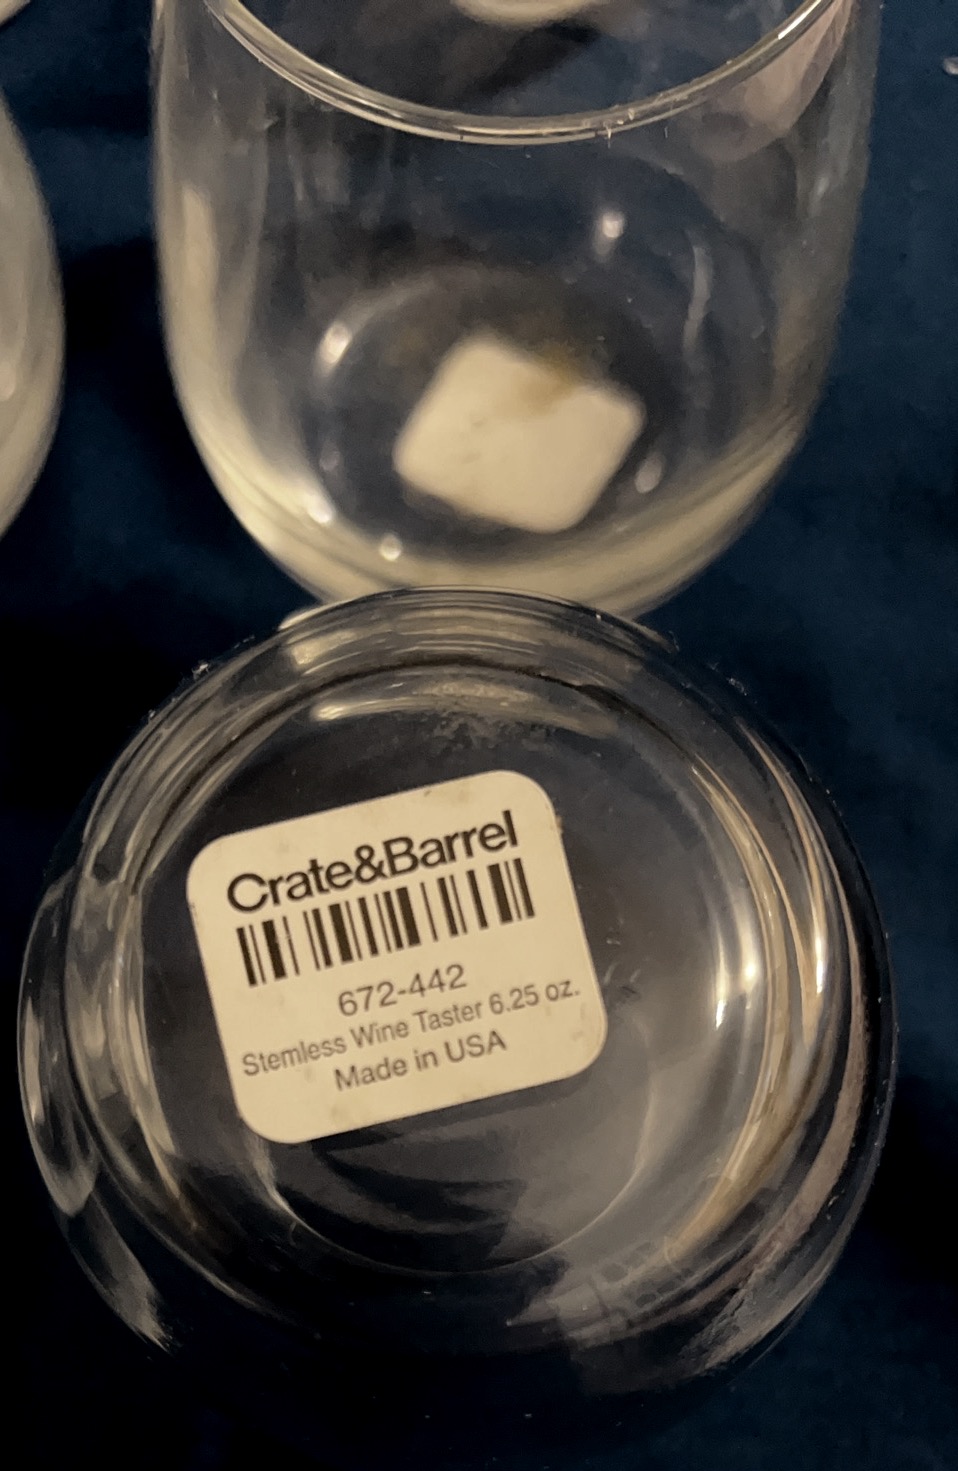 Crate&Barrel
672-442
Stemless Wine Taster 6.25 oz.
Made in USA